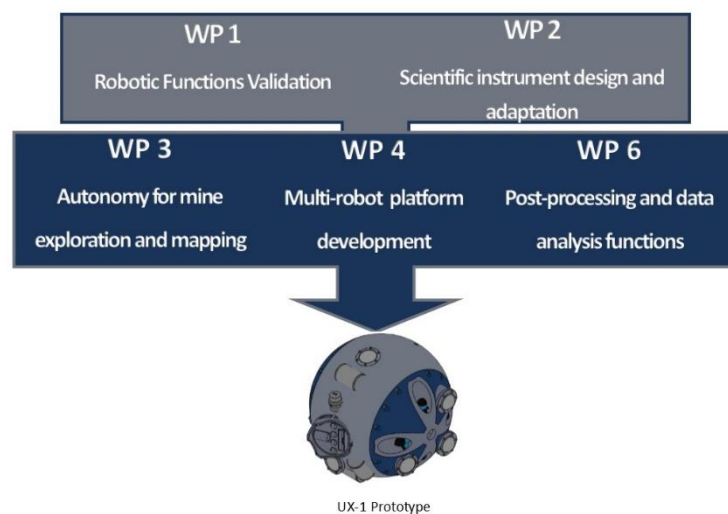 WP 1
WP 2
Robotic Functions Validation
Scientific instrument design and
adaptation
WP 3
WP 4
WP 6
Autonomy for mine
exploration and mapping
Multi-robot platform
development
Post-processing and data
analysis functions
UX-1 Prototype